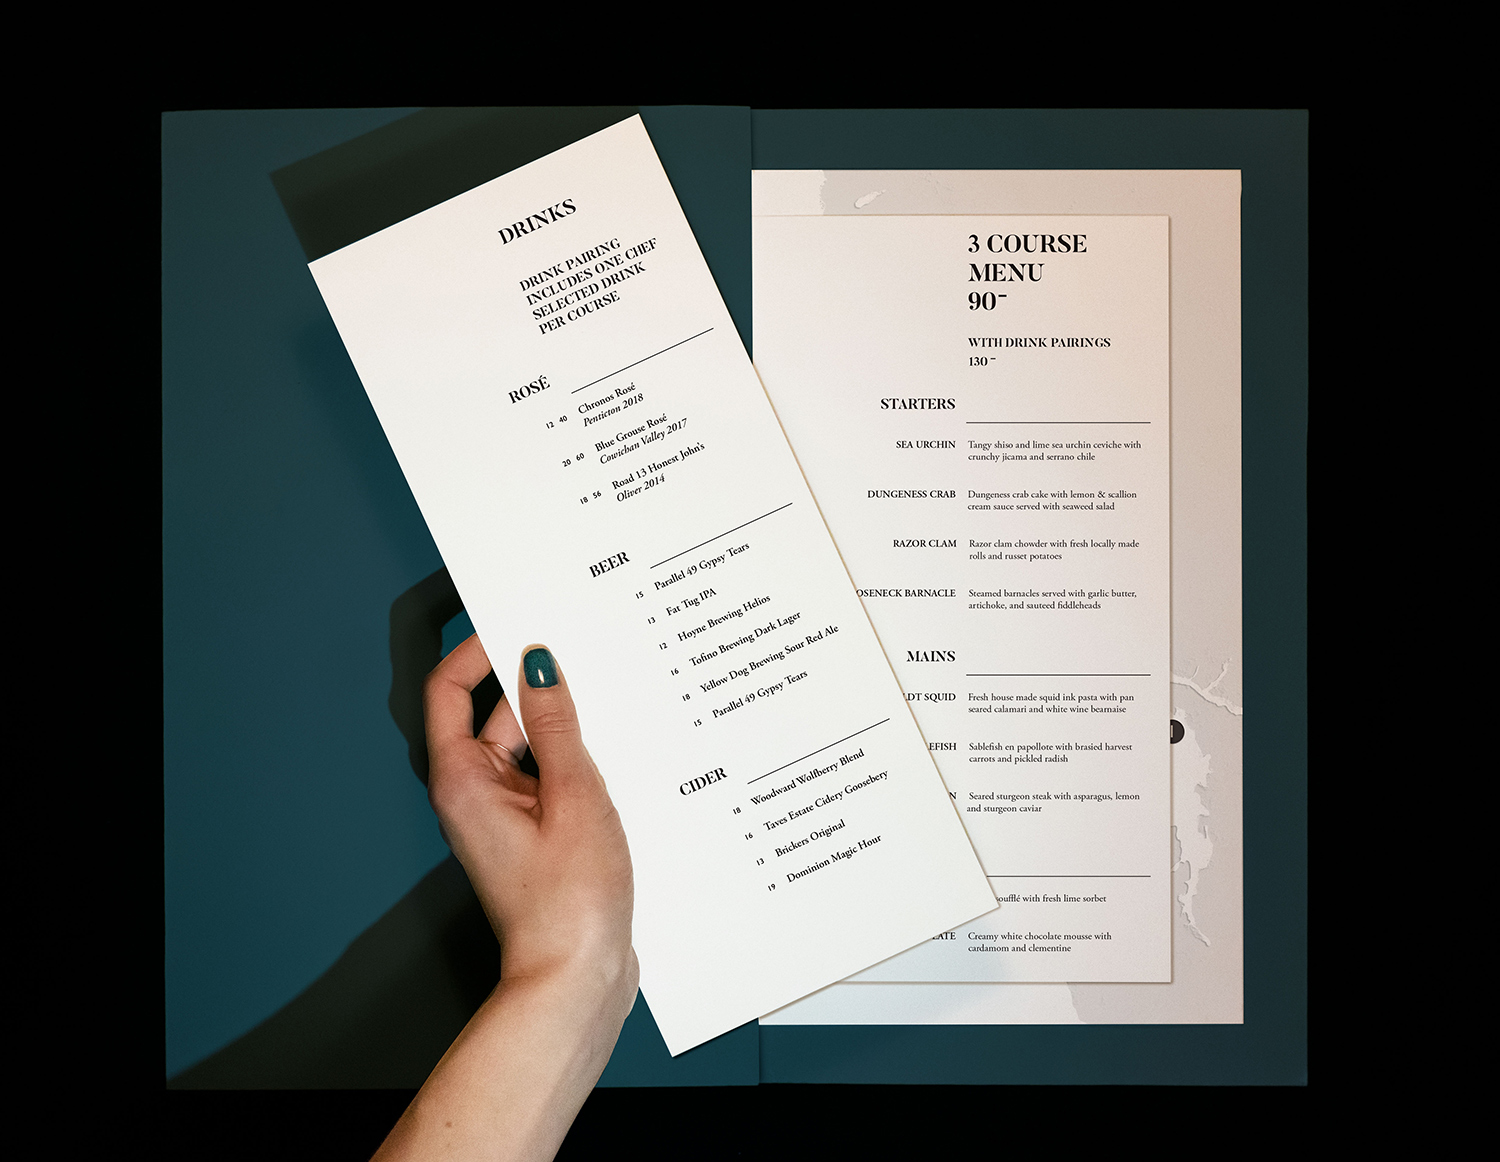 DRINKS
DRINK PAIRING
INCLUDES ONE CHEF
SELECTED DRINK
PER COURSE
ROSÉ
12 40 Chronos Rosé
Penticton 2018
20 60 Blue Grouse Rosé
Cowichan Valley 2017
18 56 Road 13 Honest John's
Oliver 2014
BEER
15 Parallel 49 Gypsy Tears
13 Fat Tug IPA
12 Hoyne Brewing Helios
16 Tofino Brewing Dark Lager
18 Yellow Dog Brewing Sour Red Ale
15 Parallel 49 Gypsy Tears
CIDER
18 Woodward Wolfberry Blend
16 Taves Estate Cidery Goosebery
13 Brickers Original
19 Dominion Magic Hour
3 COURSE
MENU
90-
WITH DRINK PAIRINGS
130-
STARTERS
SEA URCHIN Tangy shiso and lime sea urchin ceviche with
crunchy jicama and serrano chile
DUNGENESS CRAB Dungeness crab cake with lemon & scallion
cream sauce served with seaweed salad
RAZOR CLAM Razor clam chowder with fresh locally made
rolls and russet potatoes
OSENECK BARNACLE Steamed barnacles served with garlic butter,
artichoke, and sauteed fiddleheads
MAINS
LDT SQUID Fresh house made squid ink pasta with pan
seared calamari and white wine bearnaise
EFISH Sablefish en papollote with brasied harvest
carrots and pickled radish
N Seared sturgeon steak with asparagus, lemon
and sturgeon caviar
soufflé with fresh lime sorbet
LATE Creamy white chocolate mousse with
cardamom and clementine